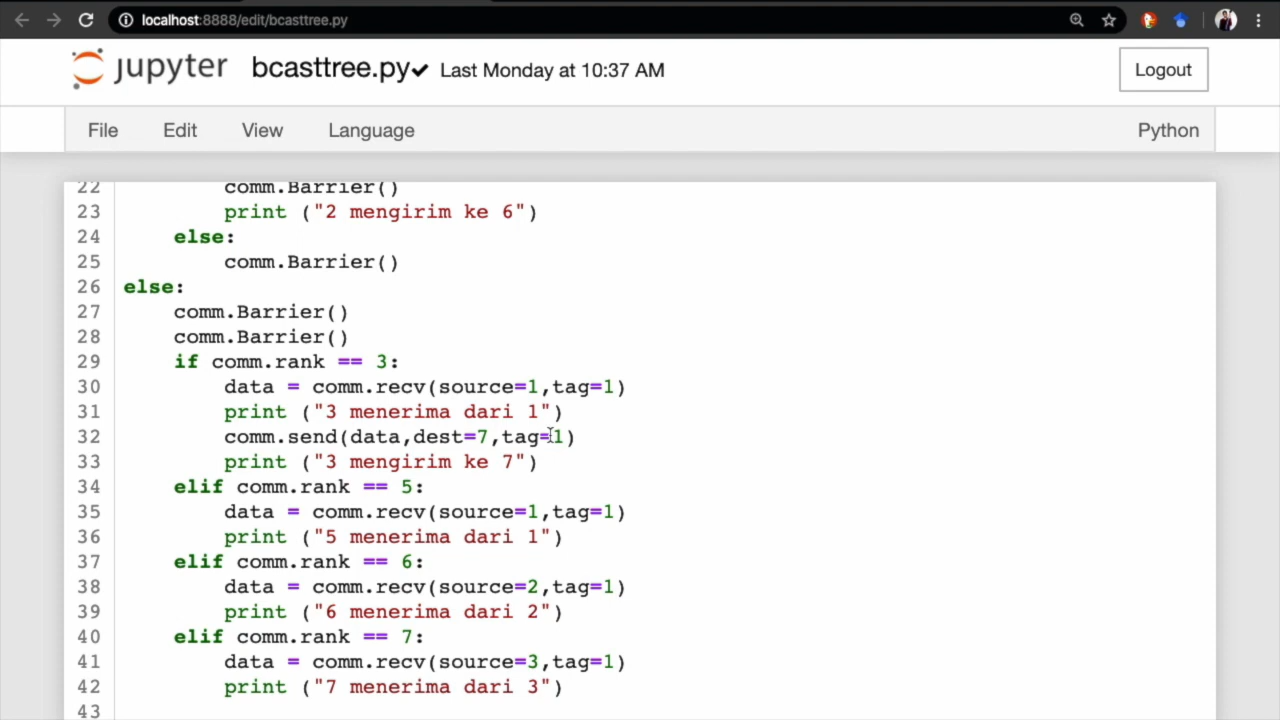 localhost:8888/edit/bcasttree.py
jupyter bcasttree.py✔ Last Monday at 10:37 AM Logout
File Edit View Language Python
22 comm.Barrier()
23 print ("2 mengirim ke 6")
24 else:
25 comm.Barrier()
26 else:
27 comm.Barrier()
28 comm.Barrier()
29 if comm.rank == 3:
30 data = comm.recv(source=1,tag=1)
31 print ("3 menerima dari 1")
32 comm.send(data,dest=7,tag=1)
33 print ("3 mengirim ke 7")
34 elif comm.rank == 5:
35 data = comm.recv(source=1,tag=1)
36 print ("5 menerima dari 1")
37 elif comm.rank == 6:
38 data = comm.recv(source=2,tag=1)
39 print ("6 menerima dari 2")
40 elif comm.rank == 7:
41 data = comm.recv(source=3,tag=1)
42 print ("7 menerima dari 3")
43